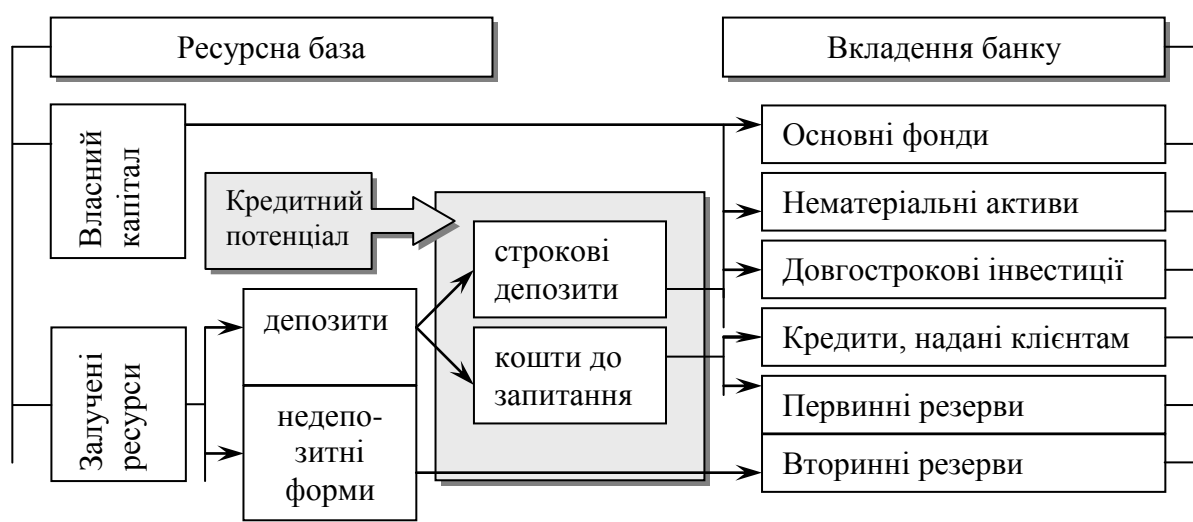 Ресурсна база
Вкладення банку
Власний
капітал
Кредитний
потенціал
строкові
депозити
кошти до
запитання
Залучені
ресурси
депозити
недепо-
зитні
форми
Основні фонди
Нематеріальні активи
Довгострокові інвестиції
Кредити, надані клієнтам
Первинні резерви
Вторинні резерви